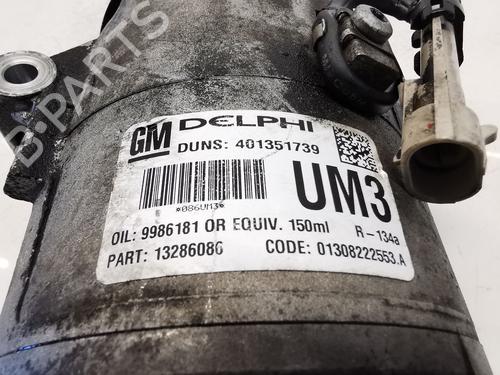 GM DELPHI
DUNS: 401351739
*086UM3*
UM3
OIL: 9986181 OR EQUIV. 150ml R-134a
PART: 13286086 CODE: 01308222553.A
B-PARTS